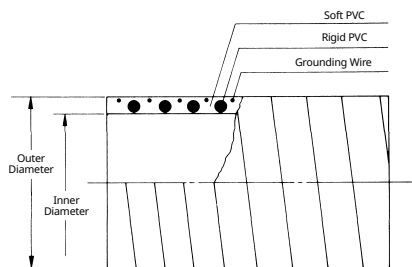 Soft PVC
Rigid PVC
Grounding Wire
Outer
Diameter
Inner
Diameter